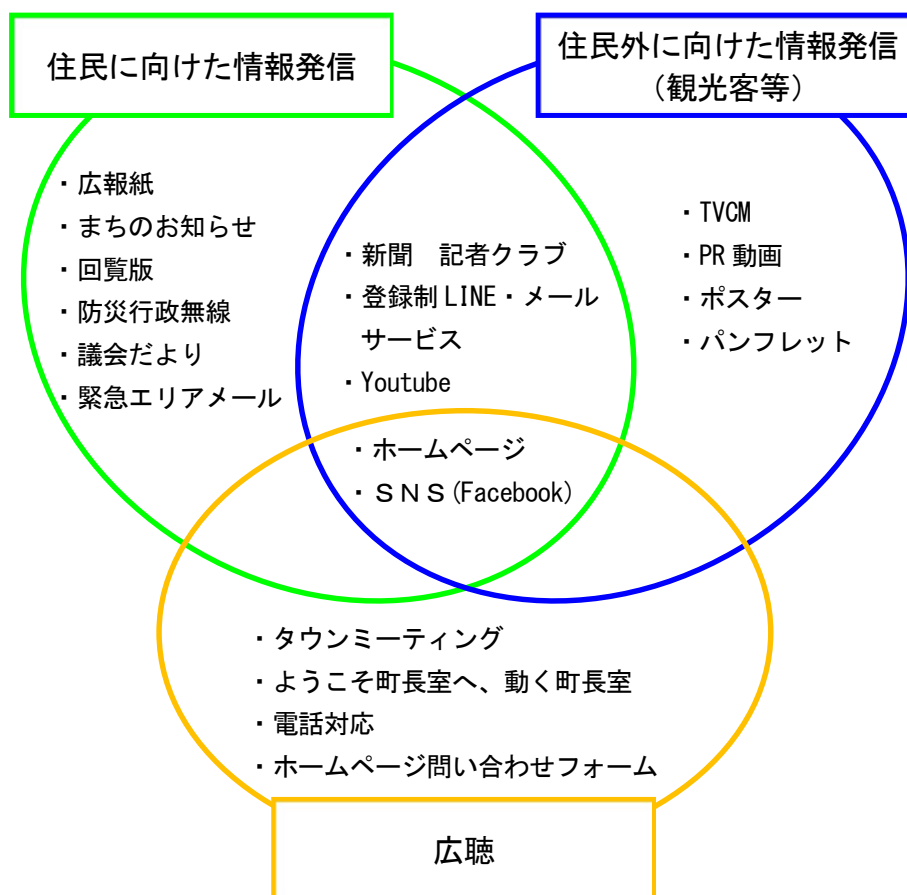 住民に向けた情報発信
住民外に向けた情報発信
（観光客等）
・広報紙
・まちのお知らせ
・回覧版
・防災行政無線
・議会だより
・緊急エリアメール
・新聞　記者クラブ
・登録制 LINE・メール
サービス
・Youtube
・TVCM
・PR 動画
・ポスター
・パンフレット
・ホームページ
・ＳＮＳ(Facebook)
・タウンミーティング
・ようこそ町長室へ、動く町長室
・電話対応
・ホームページ問い合わせフォーム
広聴